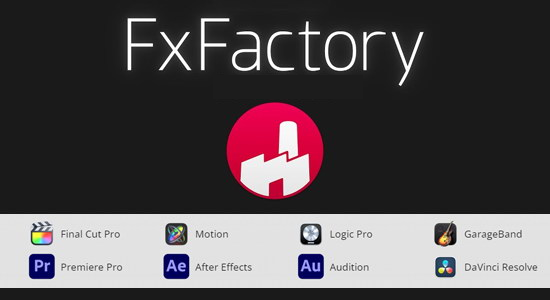 FxFactory
Final Cut Pro
Motion
Logic Pro
GarageBand
Pr Premiere Pro
Ae After Effects
Au Audition
DaVinci Resolve